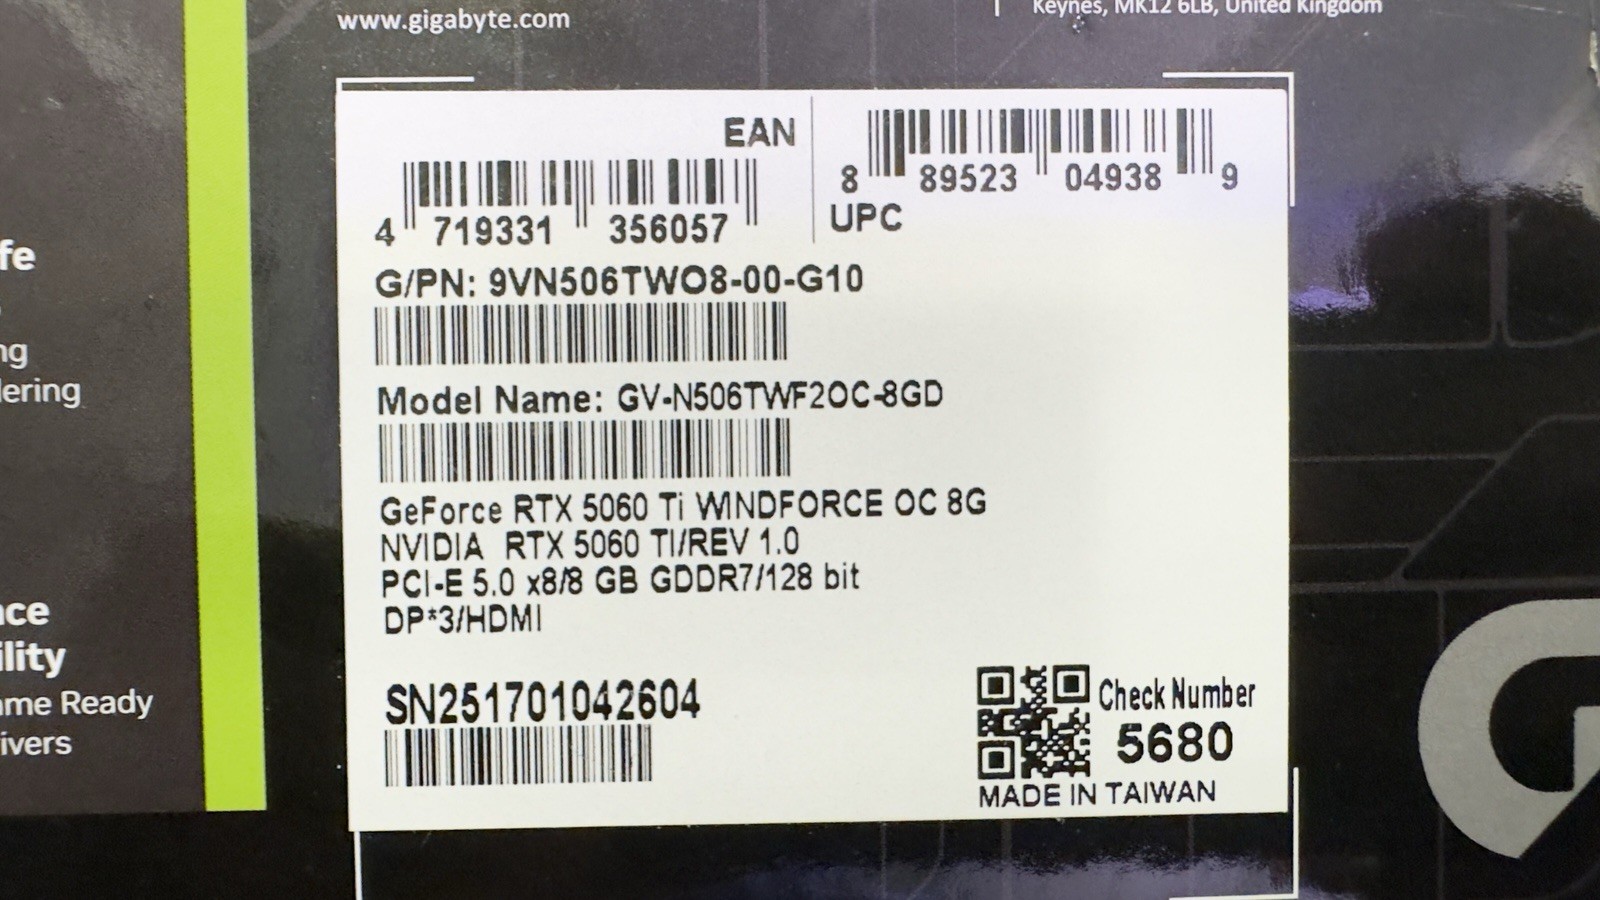 www.gigabyte.com
Keynes, MK12 6LB, United Kingdom
EAN
4 719331 356057
8 89523 04938 9
UPC
G/PN: 9VN506TWO8-00-G10
Model Name: GV-N506TWF2OC-8GD
GeForce RTX 5060 Ti WINDFORCE OC 8G
NVIDIA RTX 5060 TI/REV 1.0
PCI-E 5.0 x8/8 GB GDDR7/128 bit
DP*3/HDMI
SN251701042604
Check Number
5680
MADE IN TAIWAN
fe
ng
dering
ce
ility
me Ready
ivers